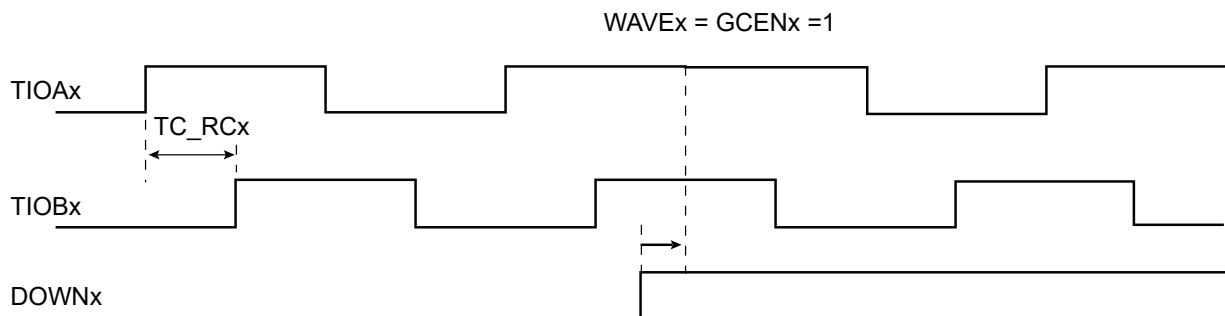 WAVEx = GCENx =1
TIOAx
TC_RCx
TIOBx
DOWNx